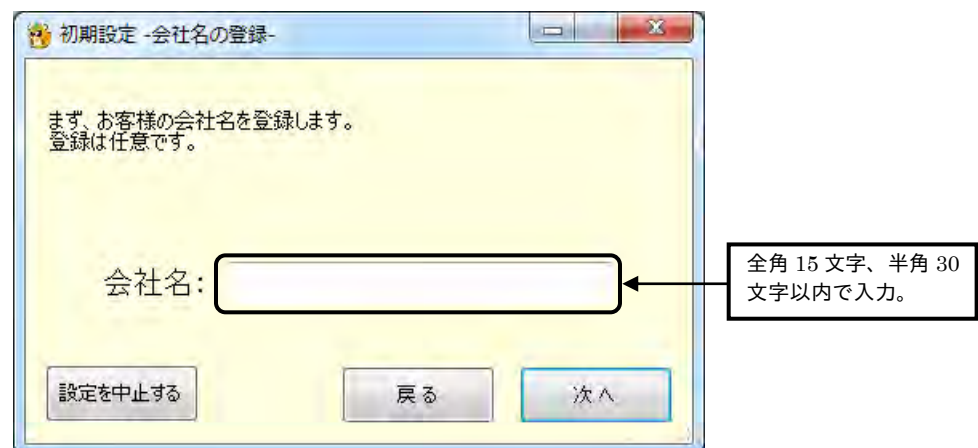 初期設定 -会社名の登録-
まず、お客様の会社名を登録します。
登録は任意です。
会社名:
全角 15 文字、半角 30
文字以内で入力。
設定を中止する
戻る
次へ